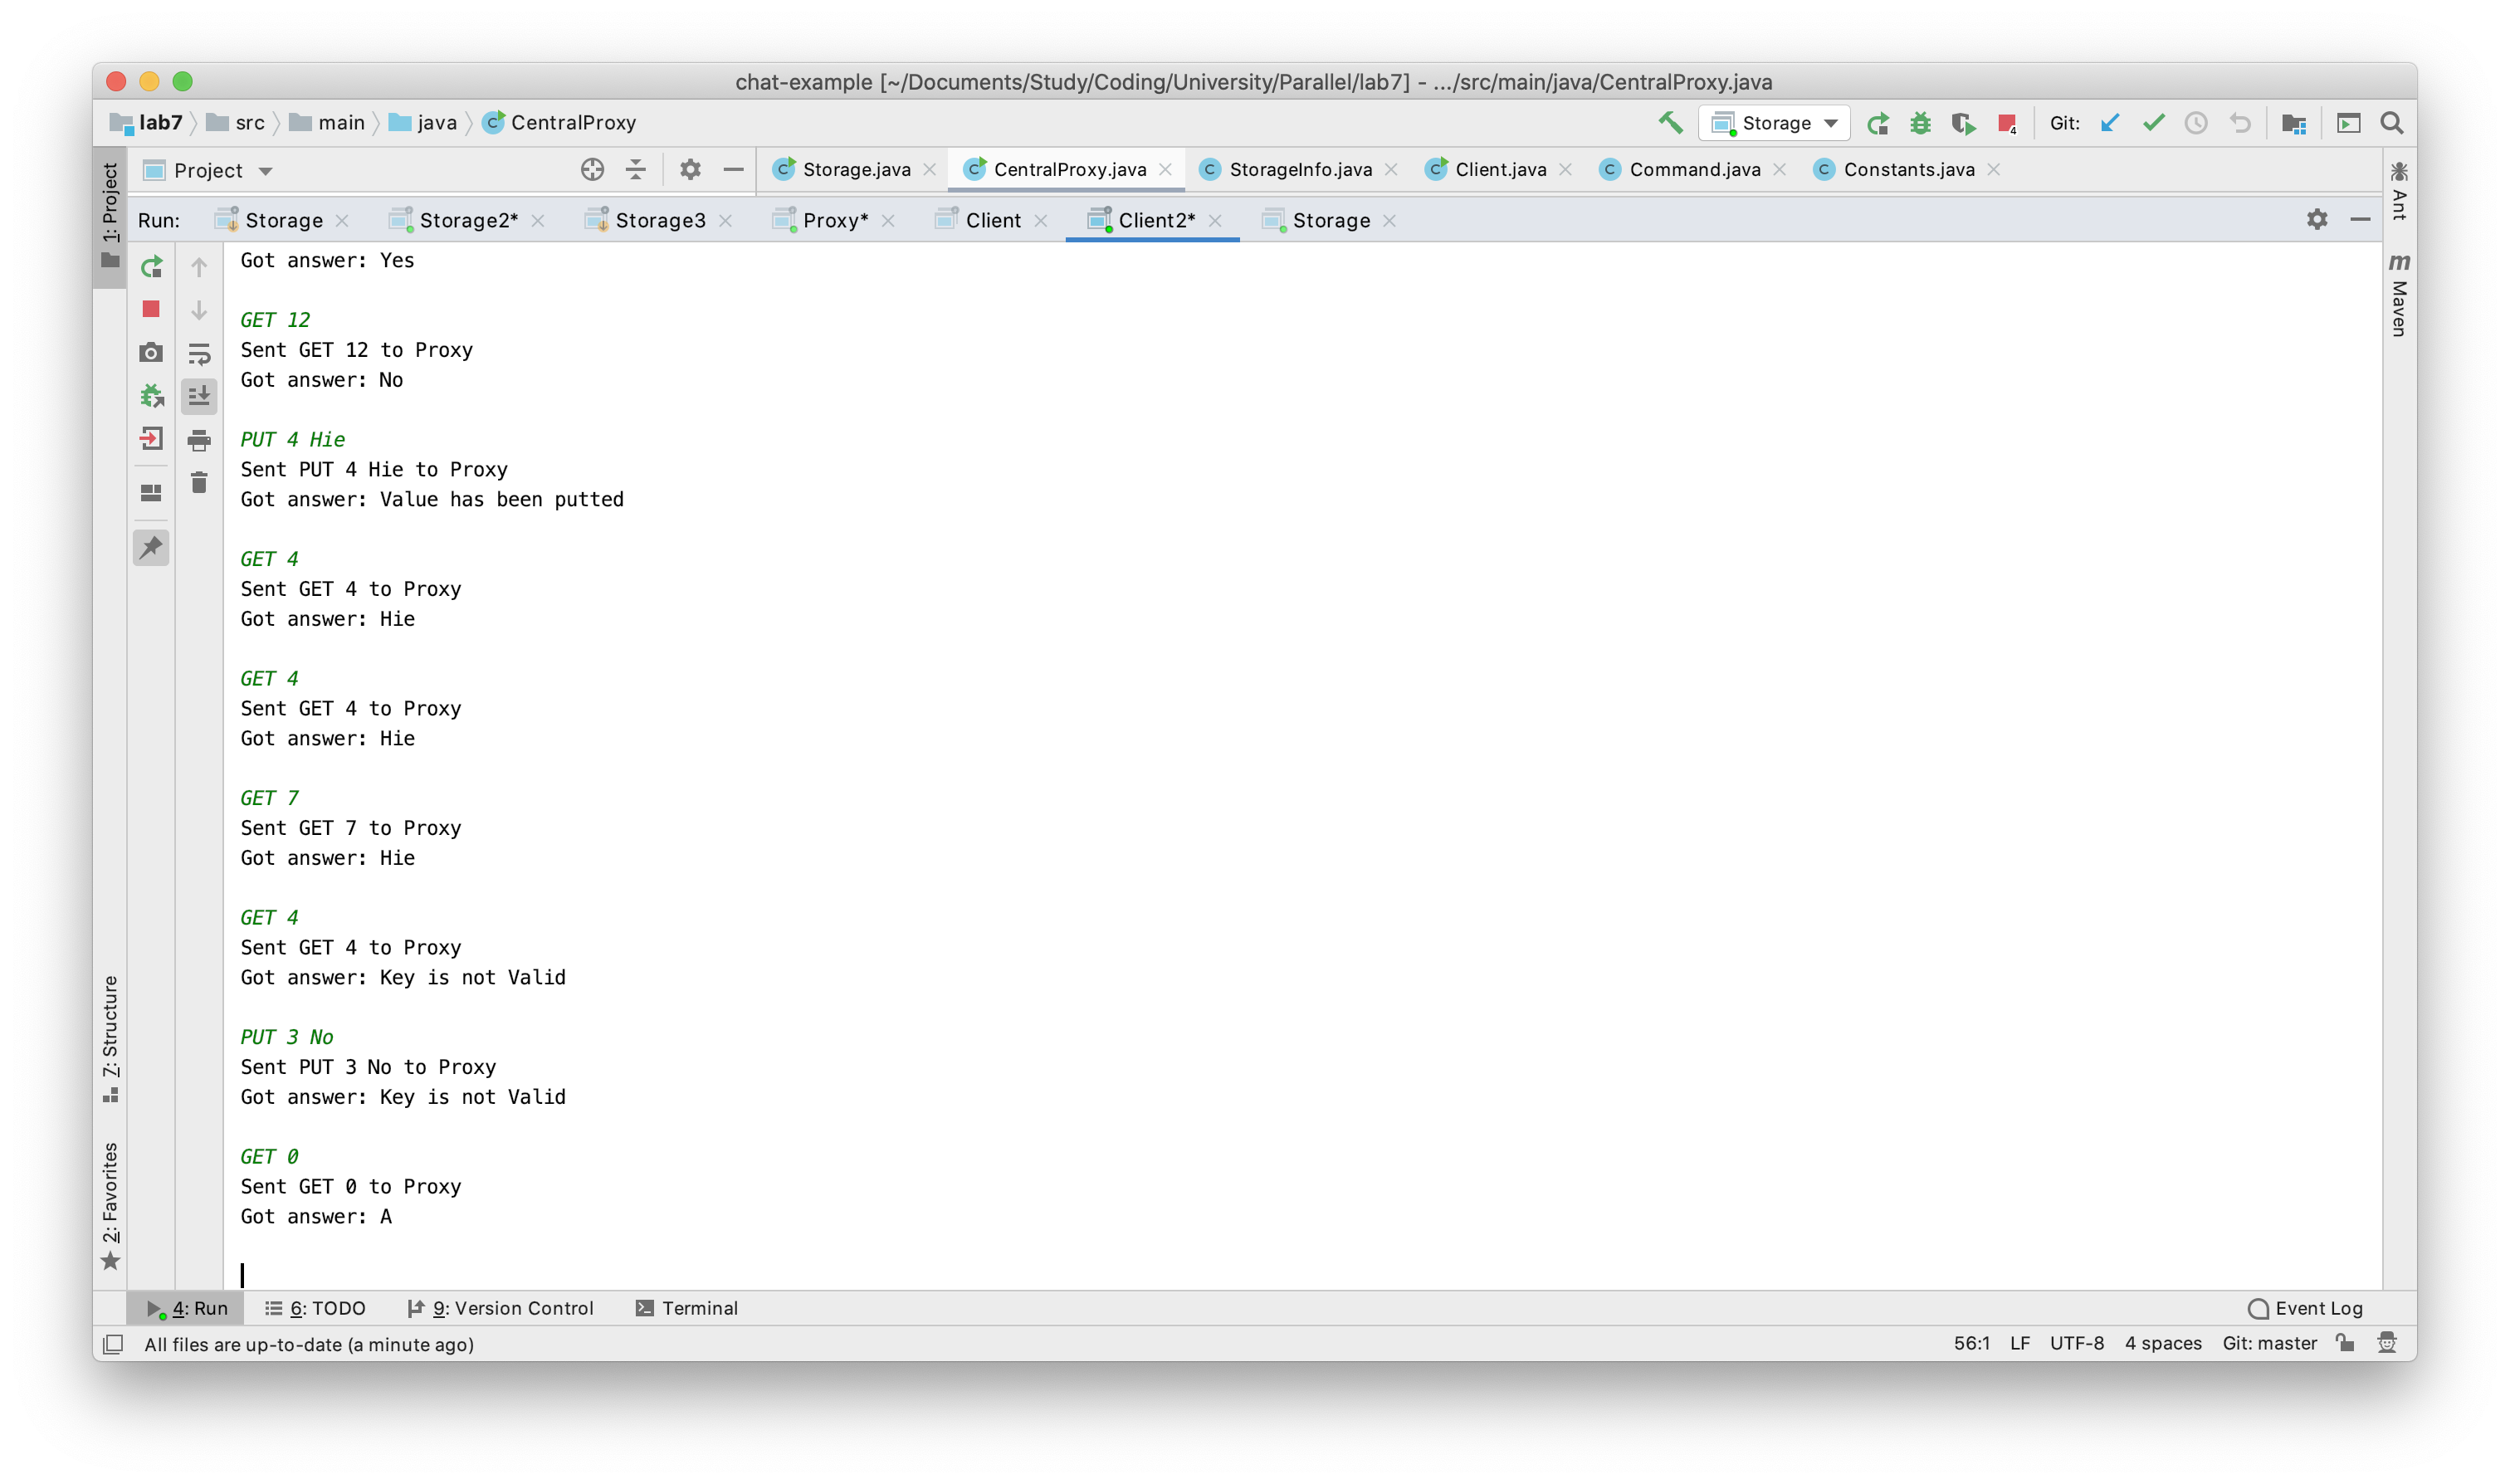 chat-example [~/Documents/Study/Coding/University/Parallel/lab7] - .../src/main/java/CentralProxy.java
lab7 src main java CentralProxy
Storage 4 Git:
Project
Storage.java CentralProxy.java StorageInfo.java Client.java Command.java Constants.java
Run: Storage Storage2* Storage3 Proxy* Client Client2* Storage
1: Project
7: Structure
2: Favorites
Ant
m Maven
Got answer: Yes
GET 12
Sent GET 12 to Proxy
Got answer: No
PUT 4 Hie
Sent PUT 4 Hie to Proxy
Got answer: Value has been putted
GET 4
Sent GET 4 to Proxy
Got answer: Hie
GET 4
Sent GET 4 to Proxy
Got answer: Hie
GET 7
Sent GET 7 to Proxy
Got answer: Hie
GET 4
Sent GET 4 to Proxy
Got answer: Key is not Valid
PUT 3 No
Sent PUT 3 No to Proxy
Got answer: Key is not Valid
GET 0
Sent GET 0 to Proxy
Got answer: A
4: Run 6: TODO 9: Version Control Terminal Event Log
All files are up-to-date (a minute ago) 56:1 LF UTF-8 4 spaces Git: master